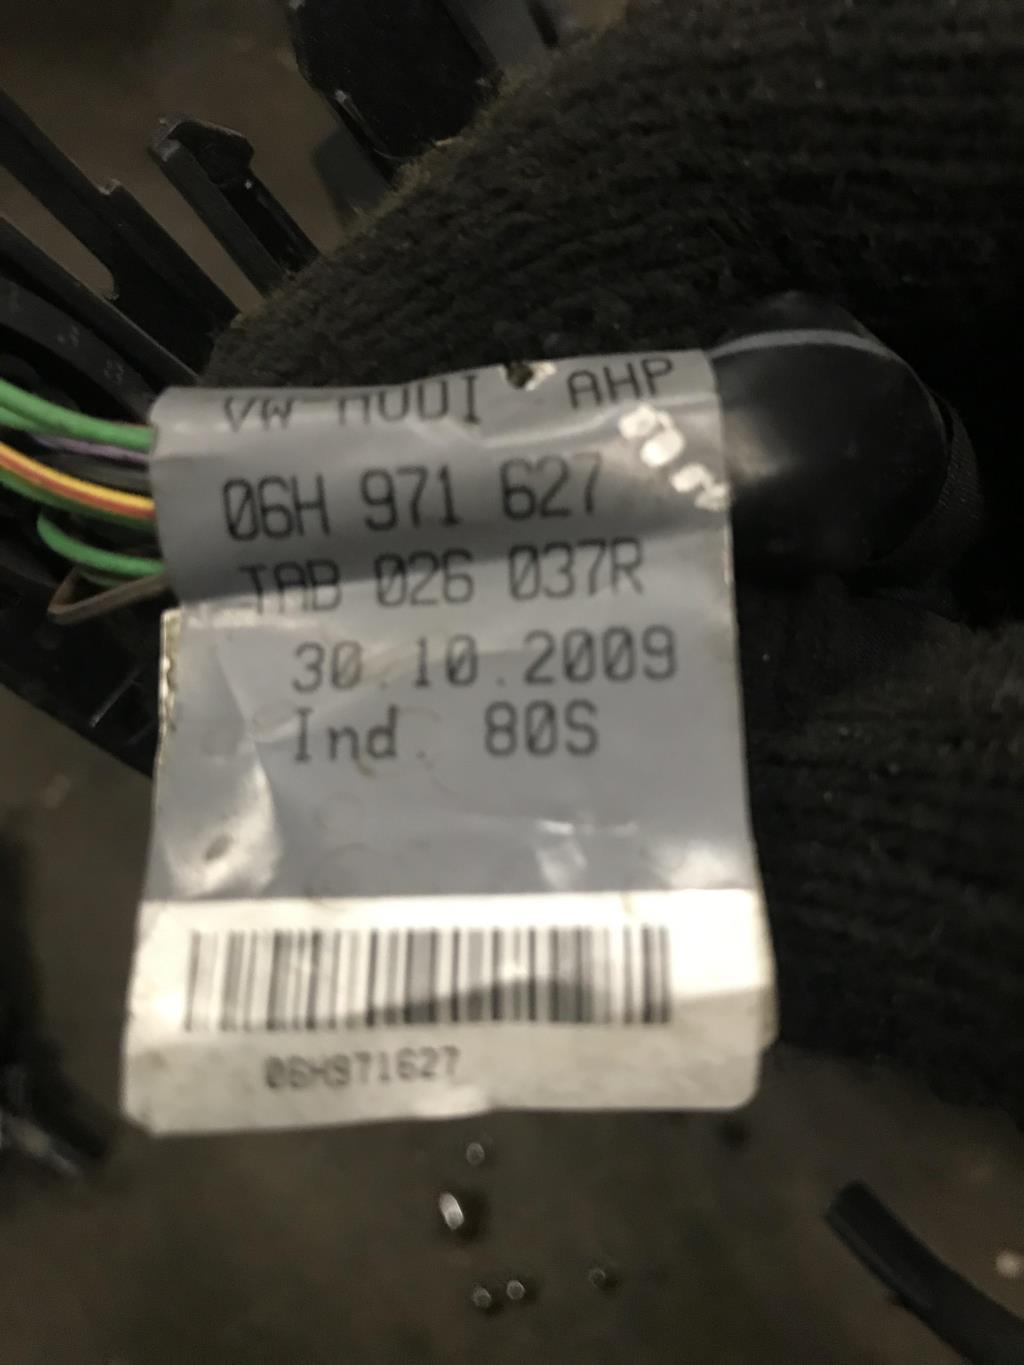 VW AUDI AHP
06H 971 627
TAB 026 037R
30.10.2009
Ind. 80S
06H971627